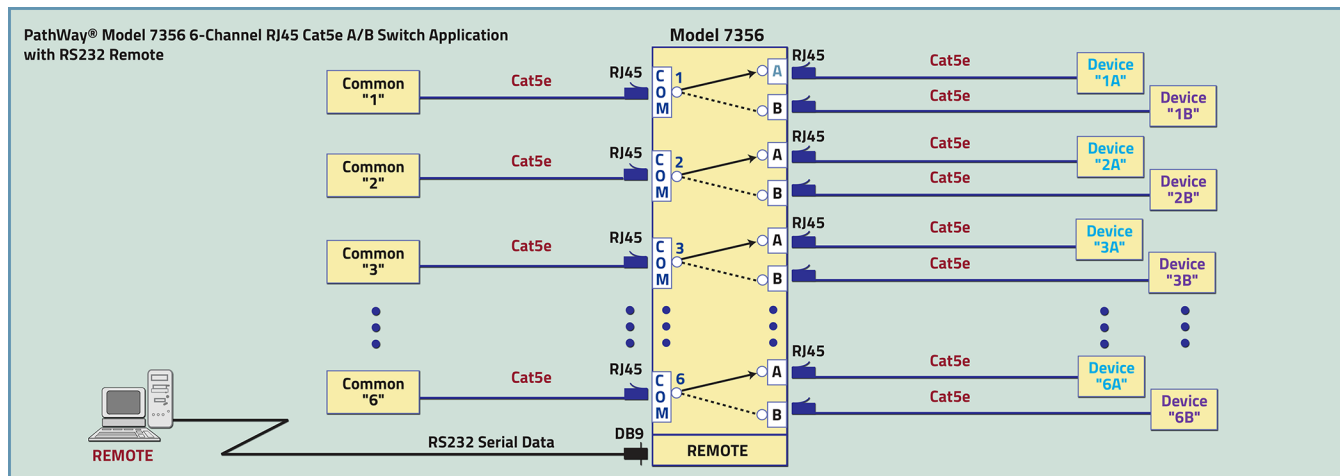 PathWay® Model 7356 6-Channel RJ45 Cat5e A/B Switch Application
with RS232 Remote
Model 7356
Common
"1"
Cat5e
RJ45
COM
1
A
B
RJ45
Cat5e
Device
"1A"
Cat5e
Device
"1B"
Common
"2"
Cat5e
RJ45
COM
2
A
B
RJ45
Cat5e
Device
"2A"
Cat5e
Device
"2B"
Common
"3"
Cat5e
RJ45
COM
3
A
B
RJ45
Cat5e
Device
"3A"
Cat5e
Device
"3B"
Common
"6"
Cat5e
RJ45
COM
6
A
B
RJ45
Cat5e
Device
"6A"
Cat5e
Device
"6B"
REMOTE
RS232 Serial Data
DB9
REMOTE